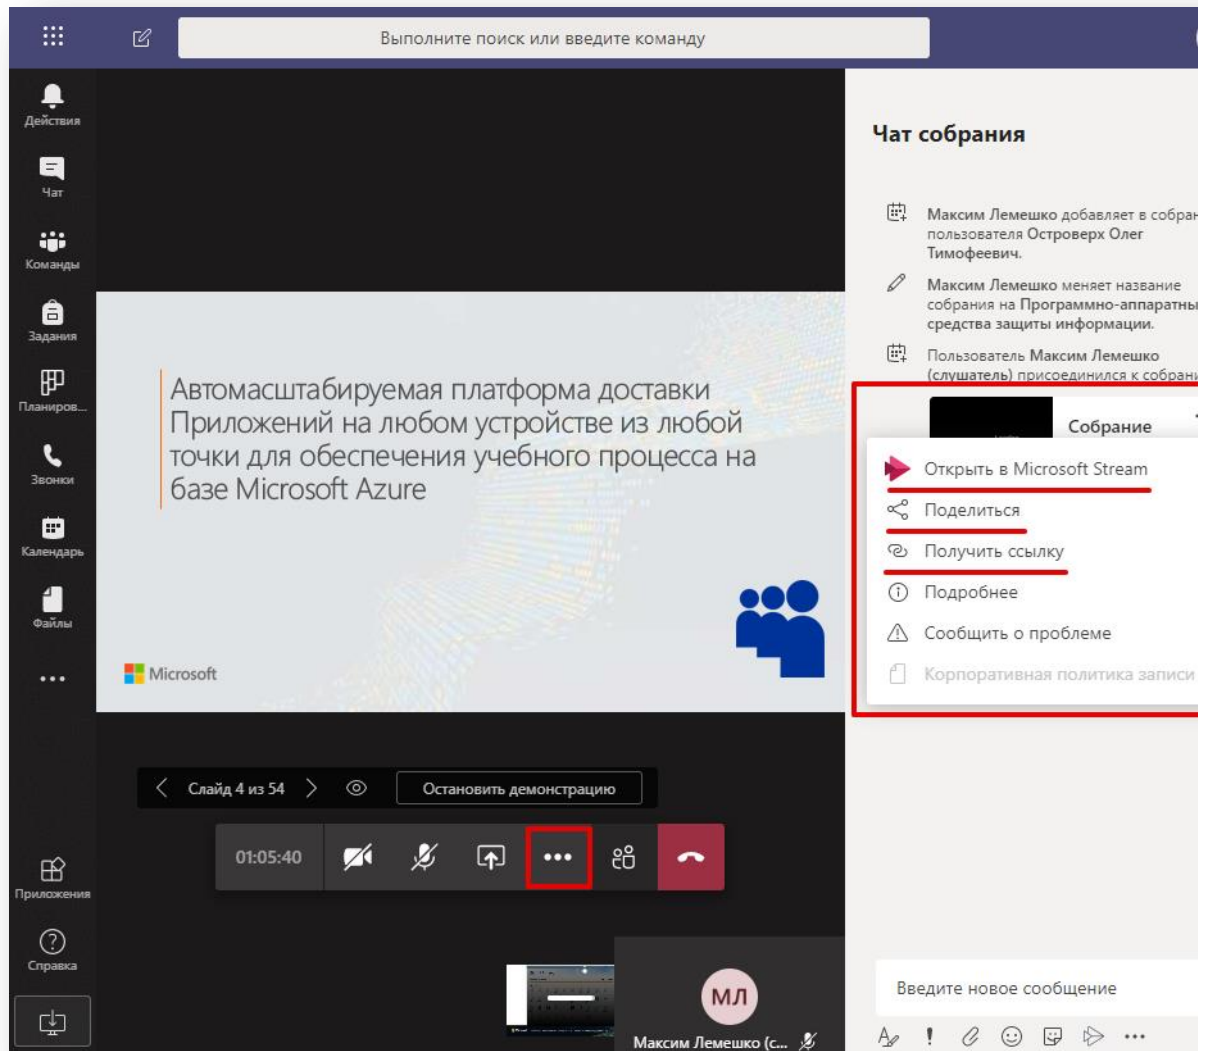 Выполните поиск или введите команду
Действия
Чат
Команды
Задания
Планиров...
Звонки
Календарь
Файлы
Приложения
Справка
Автомасштабируемая платформа доставки
Приложений на любом устройстве из любой
точки для обеспечения учебного процесса на
базе Microsoft Azure
Microsoft
Слайд 4 из 54
Остановить демонстрацию
01:05:40
МЛ
Максим Лемешко (с...
Чат собрания
Максим Лемешко добавляет в собран
пользователя Островерх Олег
Тимофеевич.
Максим Лемешко меняет название
собрания на Программно-аппаратны
средства защиты информации.
Пользователь Максим Лемешко
(слушатель) присоединился к собрани
Собрание
Открыть в Microsoft Stream
Поделиться
Получить ссылку
Подробнее
Сообщить о проблеме
Корпоративная политика записи
Введите новое сообщение